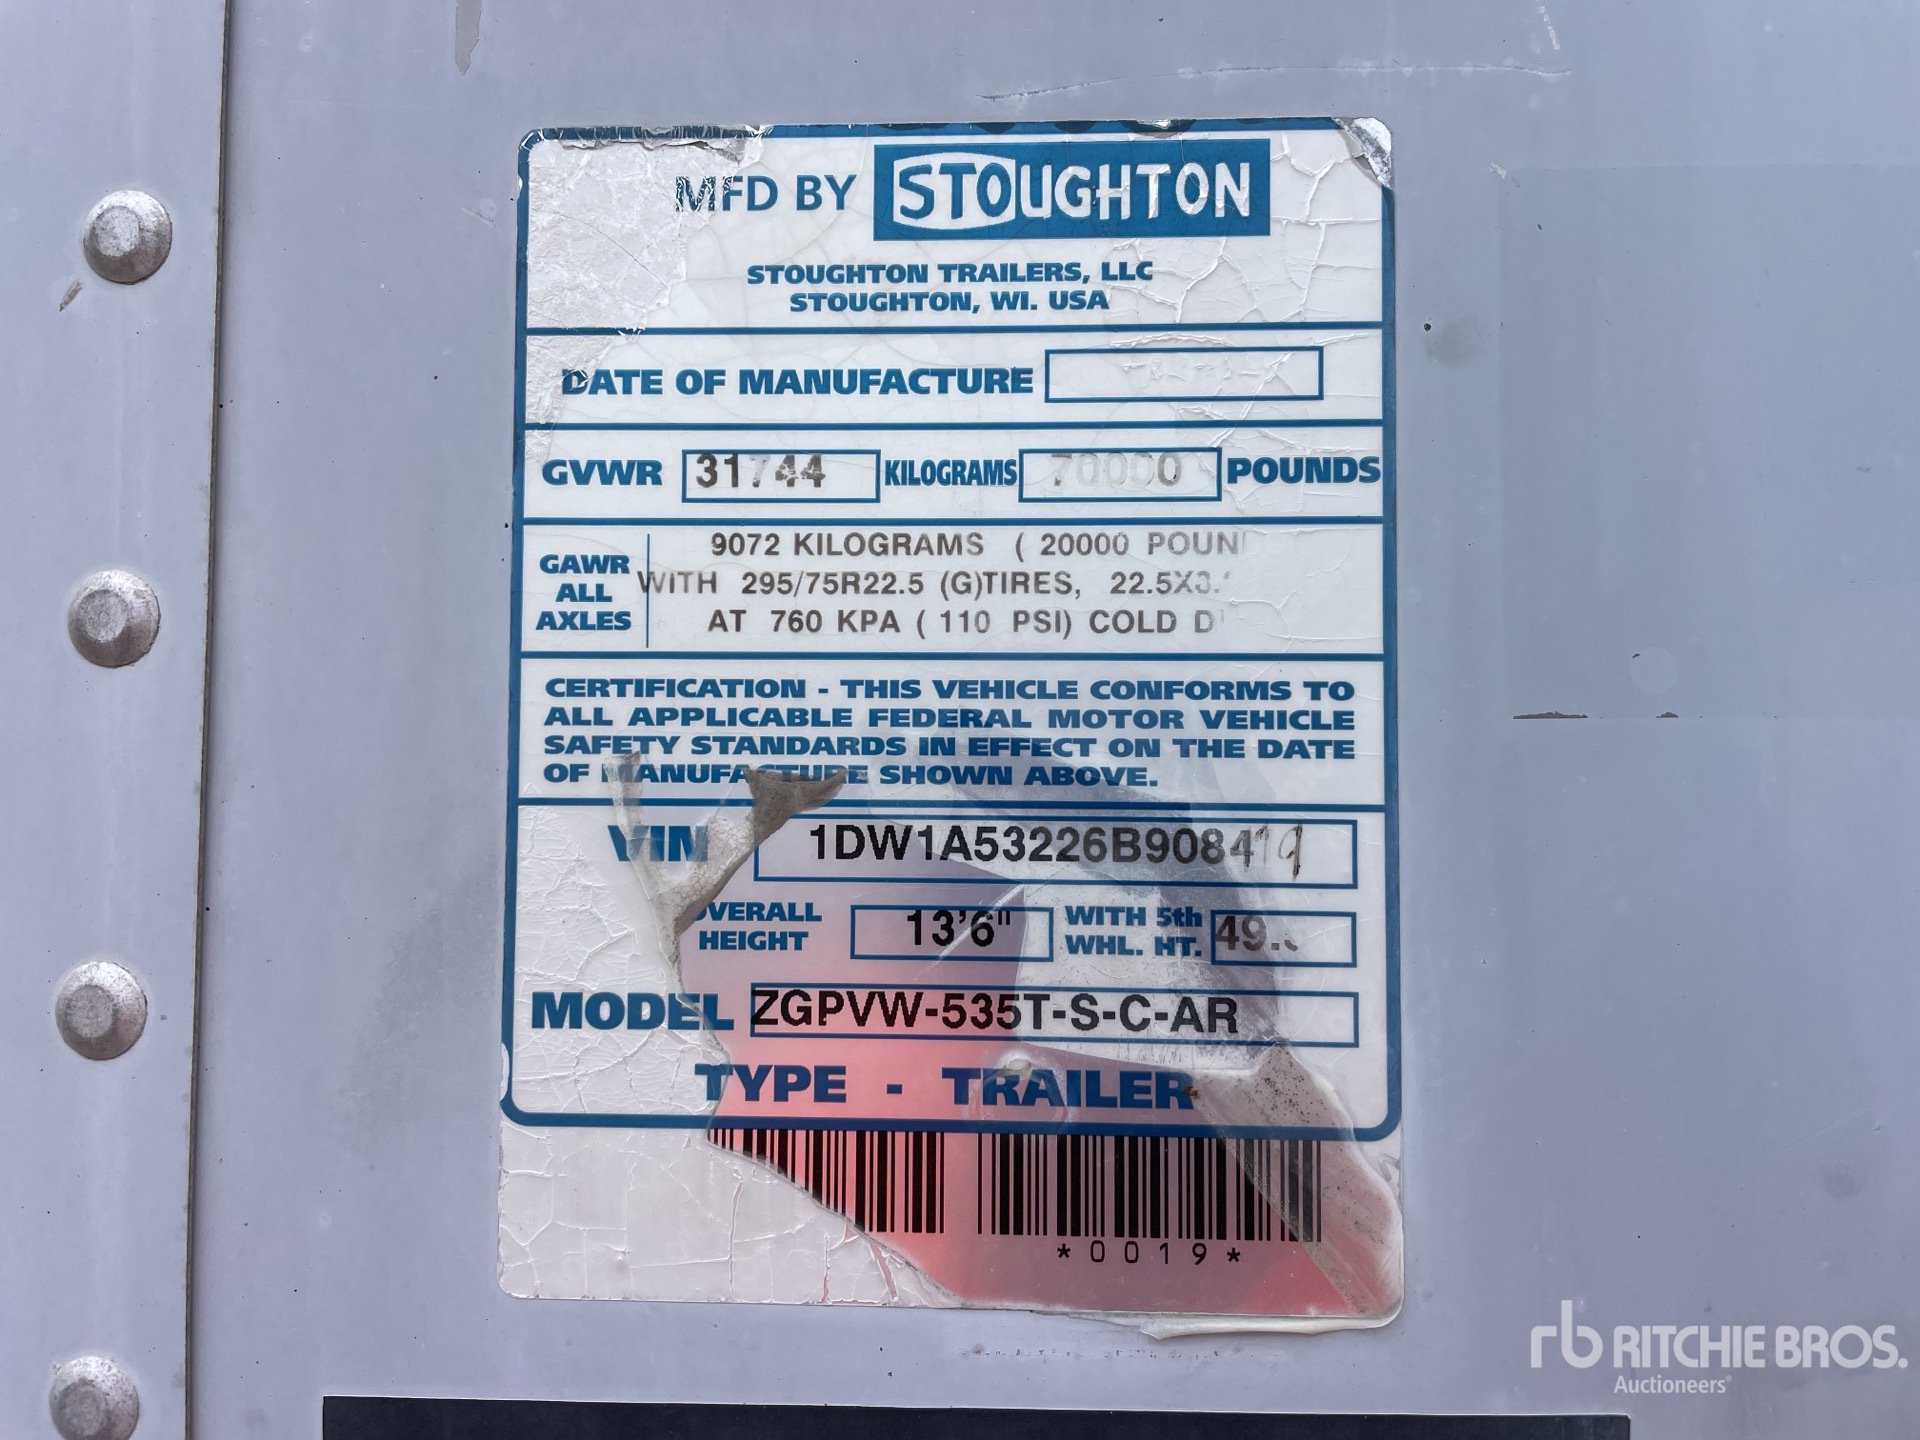 MFD BY STOUGHTON
STOUGHTON TRAILERS, LLC
STOUGHTON, WI. USA
DATE OF MANUFACTURE
GVWR 31744 KILOGRAMS 70000 POUNDS
GAWR ALL AXLES
9072 KILOGRAMS ( 20000 POUN
WITH 295/75R22.5 (G)TIRES,
AT 760 KPA ( 110 PSI) COLD
CERTIFICATION - THIS VEHICLE CONFORMS TO
ALL APPLICABLE FEDERAL MOTOR VEHICLE
SAFETY STANDARDS IN EFFECT ON THE DATE
OF MANUFACTURE SHOWN ABOVE.
VIN 1DW1A53226B908419
OVERALL HEIGHT 13'6" WITH 5th WHL. HT.
MODEL ZGPVW-535T-S-C-AR
TYPE - TRAILER
*0019*
rb RITCHIE BROS.
Auctioneers